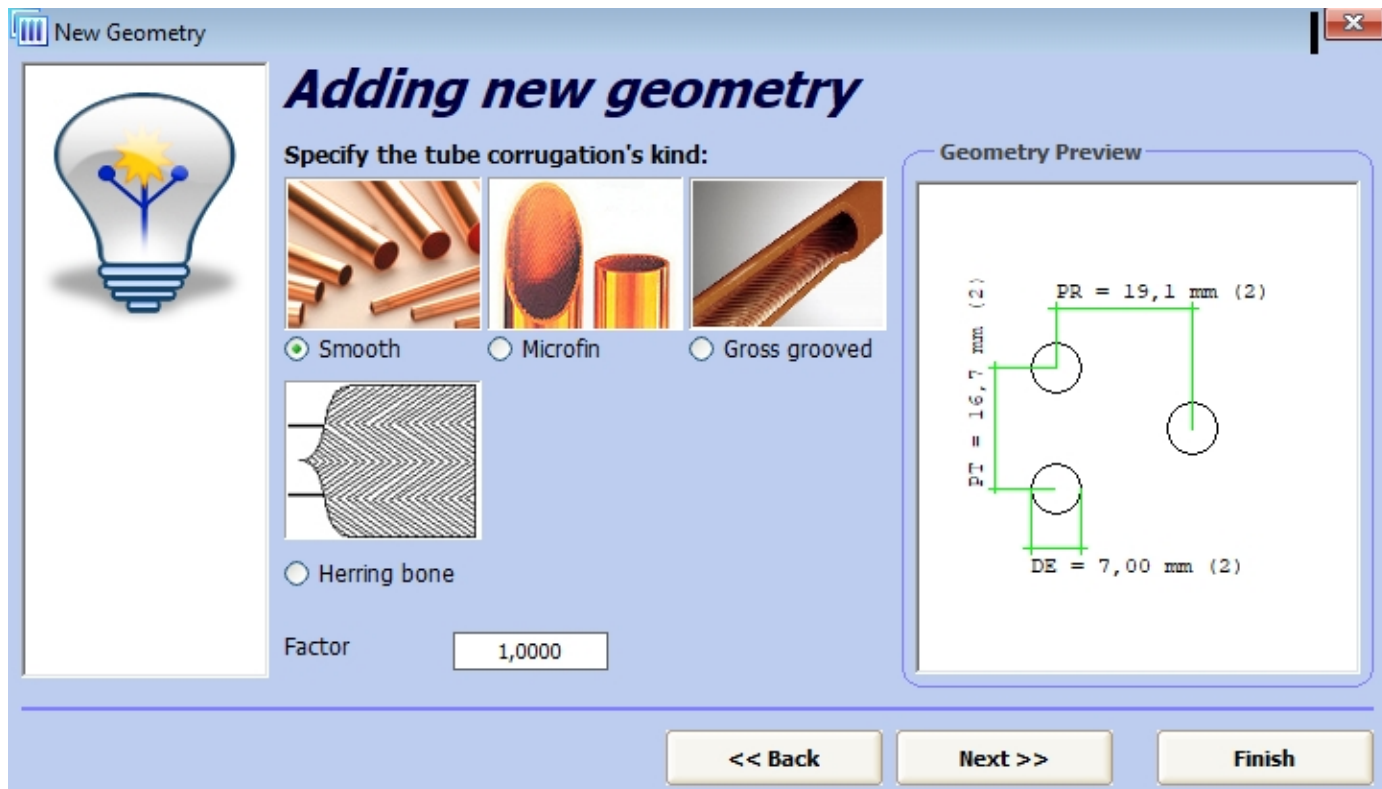 New Geometry
Adding new geometry
Specify the tube corrugation's kind:
Smooth
Microfin
Gross grooved
Herring bone
Factor
1,0000
Geometry Preview
PR = 19,1 mm (2)
PT = 16,7 mm (2)
DE = 7,00 mm (2)
<< Back
Next >>
Finish